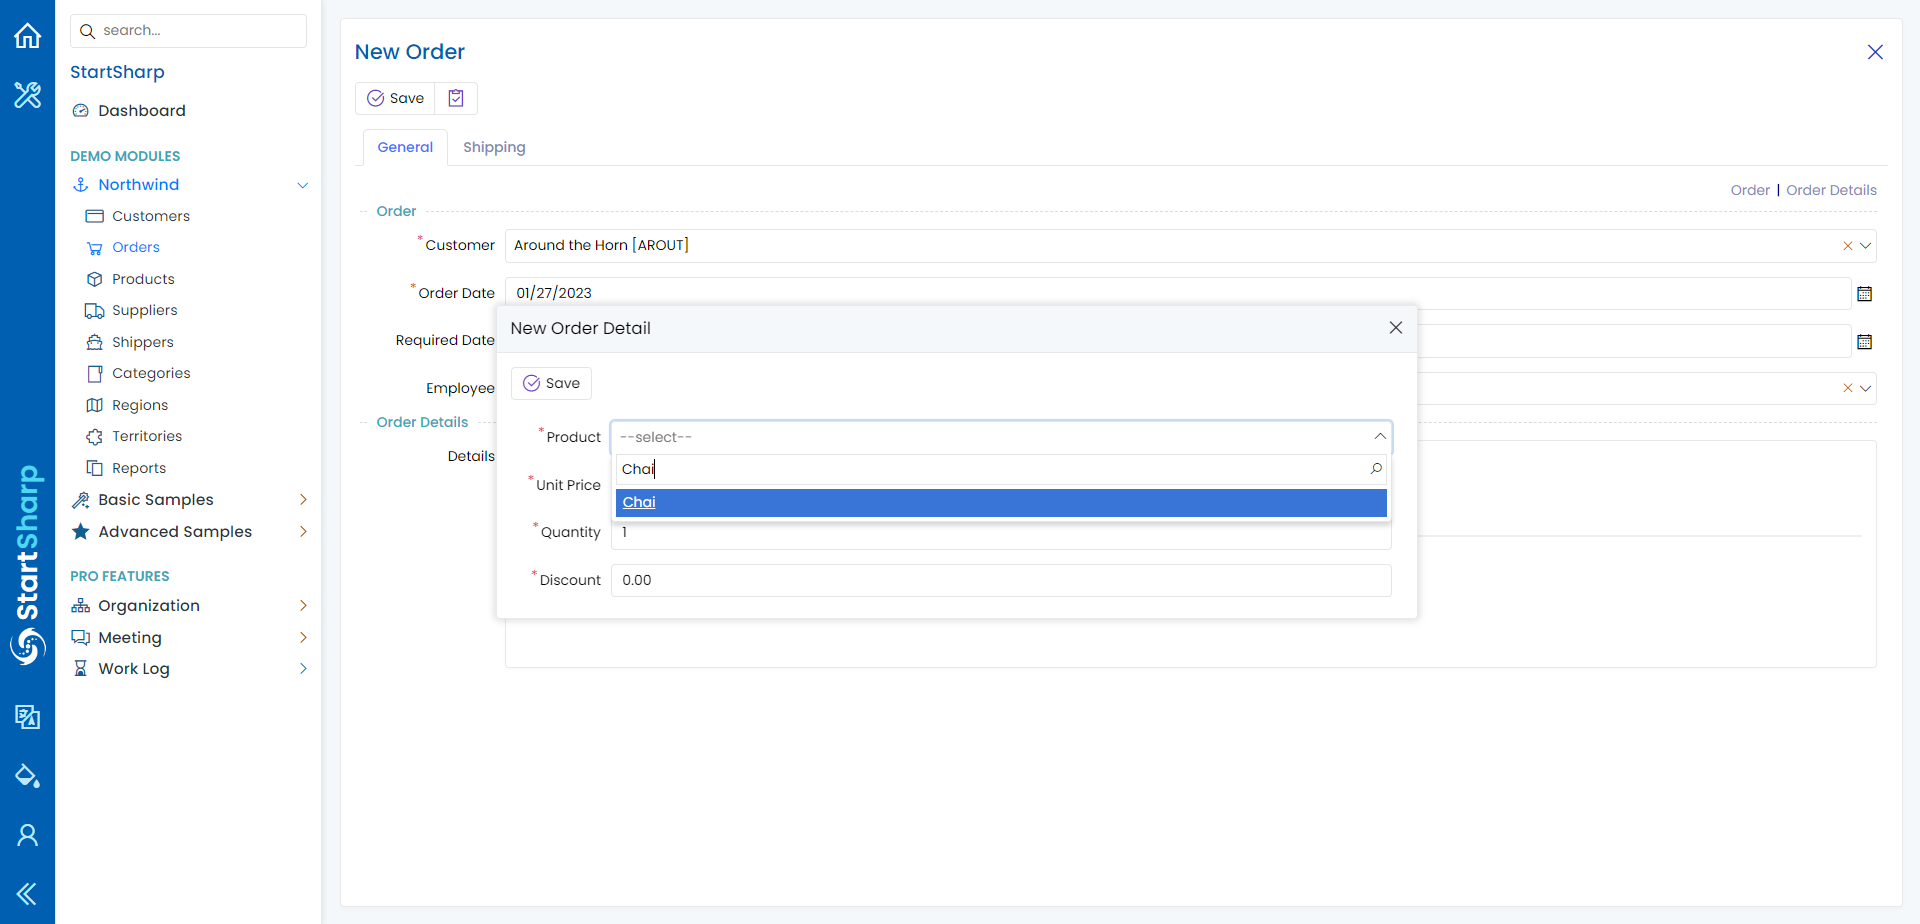 search...
StartSharp
Dashboard
DEMO MODULES
Northwind
Customers
Orders
Products
Suppliers
Shippers
Categories
Regions
Territories
Reports
Basic Samples
Advanced Samples
PRO FEATURES
Organization
Meeting
Work Log
StartSharp
New Order
Save
General
Shipping
Order | Order Details
Order
*Customer
Around the Horn [AROUT]
*Order Date
01/27/2023
Required Date
Employee
Order Details
Details
New Order Detail
Save
*Product
--select--
Chai
Chai
*Unit Price
*Quantity
1
*Discount
0.00